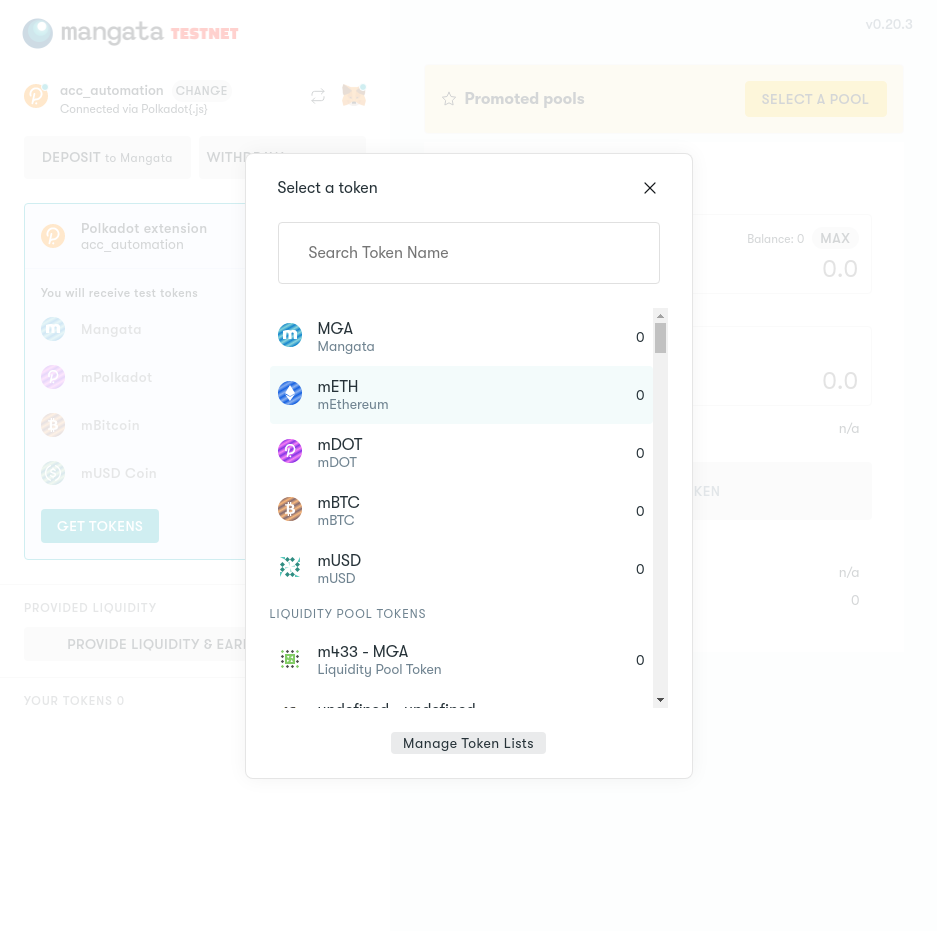 mangata TESTNET
v0.20.3
acc_automation CHANGE
Connected via Polkadot{.js}
Promoted pools
SELECT A POOL
DEPOSIT to Mangata
Select a token
Search Token Name
MGA
Mangata
0
mETH
mEthereum
0
mDOT
mDOT
0
mBTC
mBTC
0
mUSD
mUSD
0
LIQUIDITY POOL TOKENS
m433 - MGA
Liquidity Pool Token
0
undefined - undefined
Manage Token Lists
Polkadot extension
acc_automation
You will receive test tokens
Mangata
mPolkadot
mBitcoin
mUSD Coin
GET TOKENS
PROVIDED LIQUIDITY
PROVIDE LIQUIDITY &
YOUR TOKENS 0
Balance: 0 MAX
0.0
0.0
n/a
n/a
0